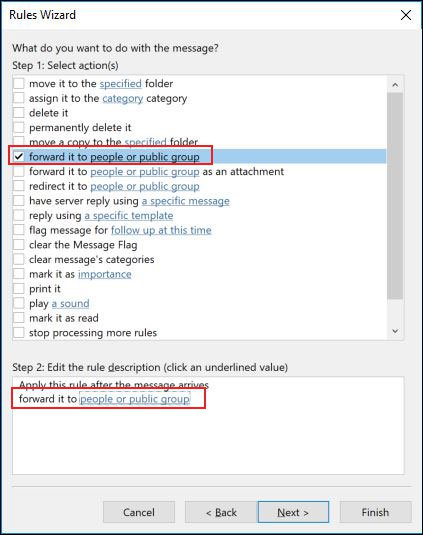 Rules Wizard
What do you want to do with the message?
Step 1: Select action(s)
move it to the specified folder
assign it to the category category
delete it
permanently delete it
move a copy to the specified folder
forward it to people or public group
forward it to people or public group as an attachment
redirect it to people or public group
have server reply using a specific message
reply using a specific template
flag message for follow up at this time
clear the Message Flag
clear message's categories
mark it as importance
print it
play a sound
mark it as read
stop processing more rules
Step 2: Edit the rule description (click an underlined value)
Apply this rule after the message arrives
forward it to people or public group
Cancel
< Back
Next >
Finish